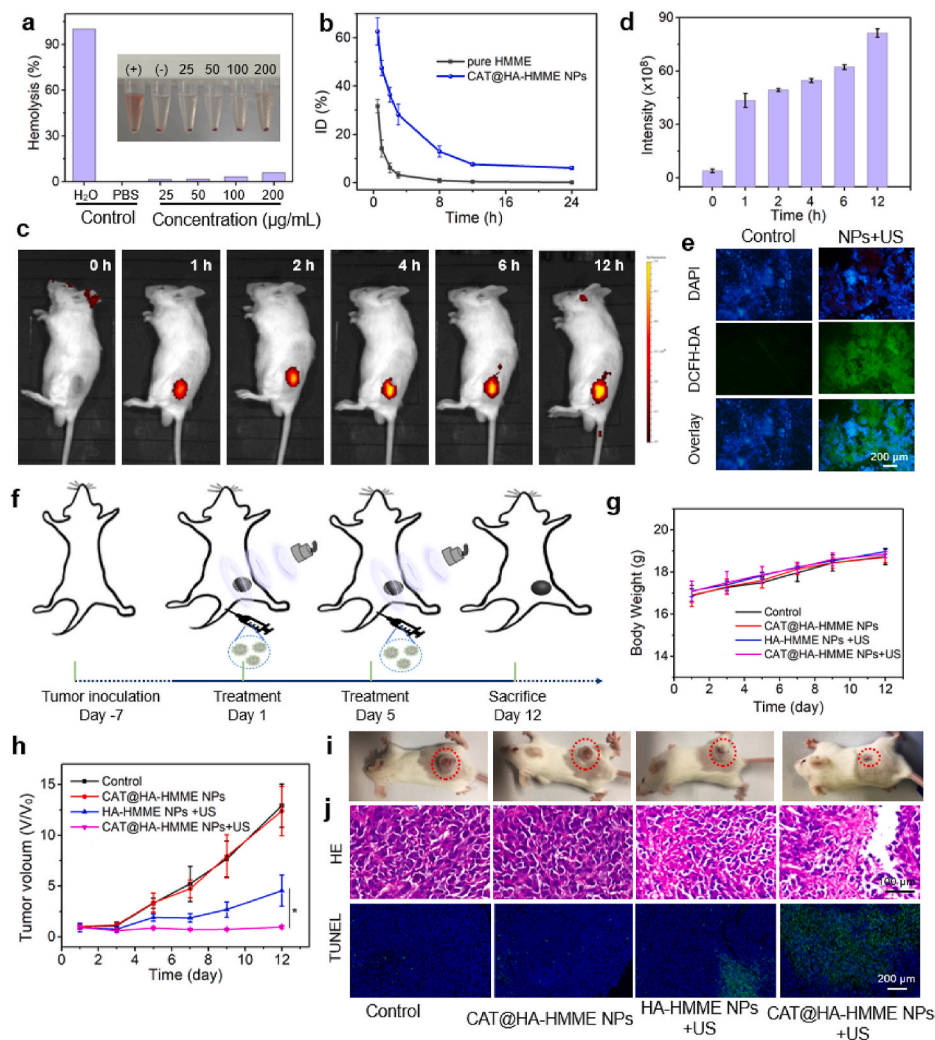 a
Hemolysis (%)
100
80
60
40
20
0
(+) (-) 25 50 100 200
H₂O PBS 25 50 100 200
Control Concentration (μg/mL)
b
ID (%)
60
40
20
0
pure HMME
CAT@HA-HMME NPs
0 4 8 12 16 20 24
Time (h)
d
Intensity (x10⁸)
90
60
30
0
0 1 2 4 6 12
Time (h)
c
0 h
1 h
2 h
4 h
6 h
12 h
e
Control NPs+US
DAPI
DCFH-DA
Overlay
200 μm
f
Tumor inoculation
Day -7
Treatment
Day 1
Treatment
Day 5
Sacrifice
Day 12
g
Body Weight (g)
20
18
16
14
Control
CAT@HA-HMME NPs
HA-HMME NPs +US
CAT@HA-HMME NPs+US
0 2 4 6 8 10 12
Time (day)
h
Tumor voloum (V/V₀)
15
10
5
0
Control
CAT@HA-HMME NPs
HA-HMME NPs +US
CAT@HA-HMME NPs+US
*
0 2 4 6 8 10 12
Time (day)
i
j
HE
100 μm
TUNEL
200 μm
Control
CAT@HA-HMME NPs
HA-HMME NPs
+US
CAT@HA-HMME NPs
+US